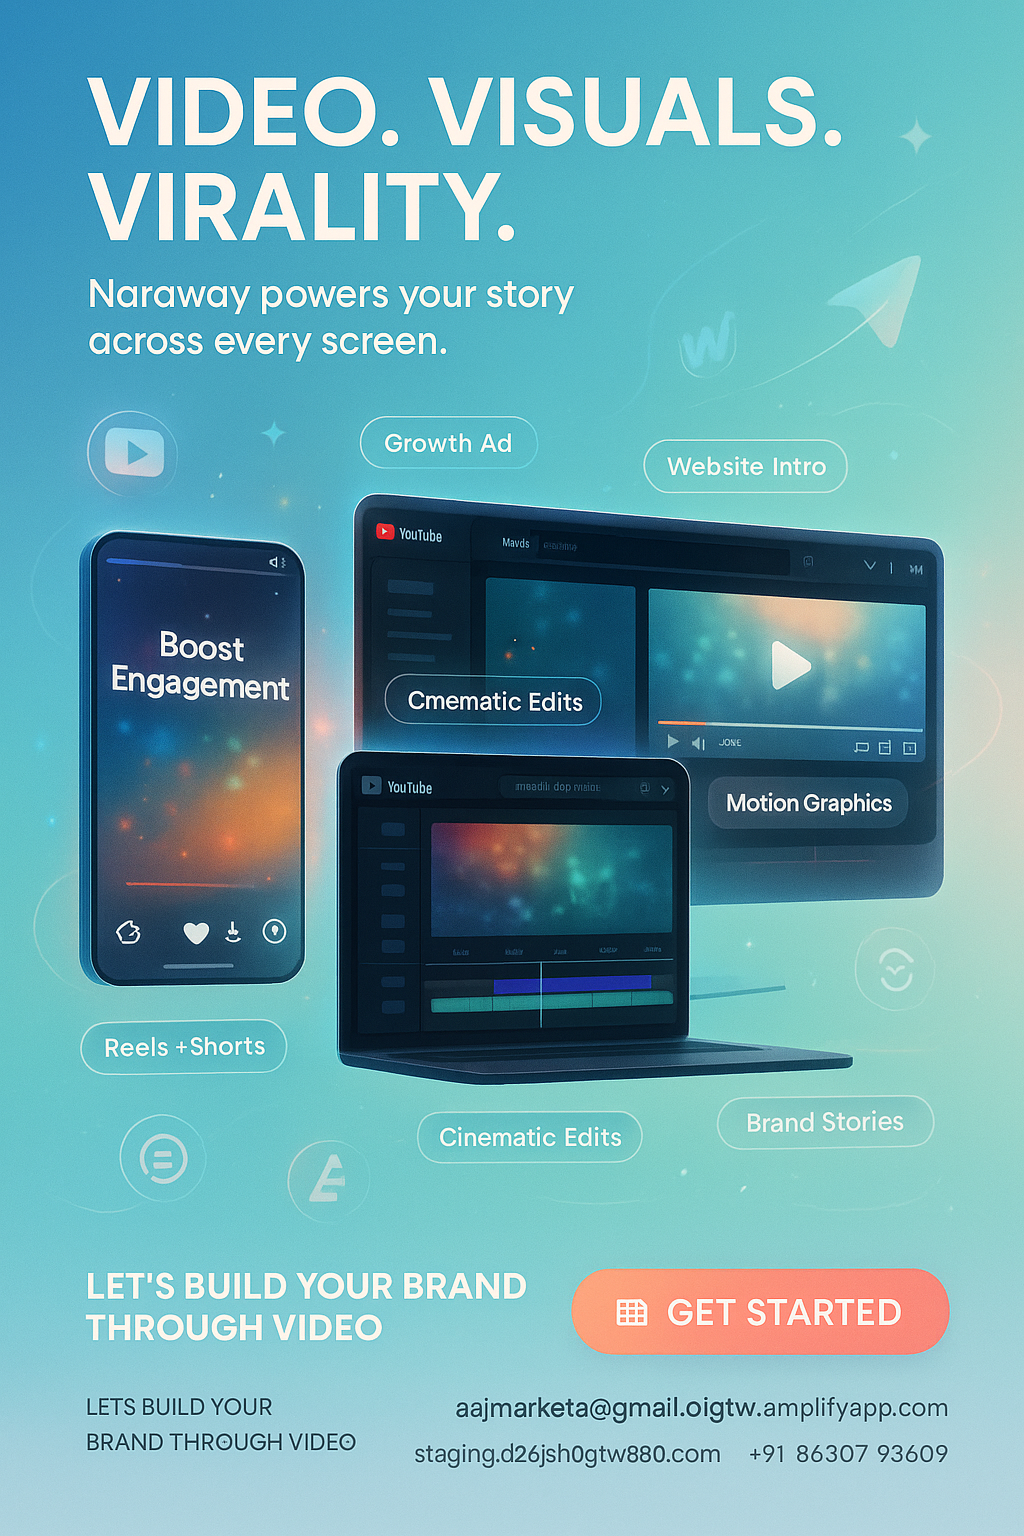 VIDEO. VISUALS.
VIRALITY.
Naraway powers your story
across every screen.
Growth Ad
Website Intro
W
YouTube
Mavds
Boost
Engagement
Cmematic Edits
JONE
Motion Graphics
YouTube
Reels +Shorts
Cinematic Edits
Brand Stories
LET'S BUILD YOUR BRAND
THROUGH VIDEO
GET STARTED
LETS BUILD YOUR
BRAND THROUGH VIDEO
aajmarketa@gmail.oigtw.amplifyapp.com
staging.d26jsh0gtw880.com +91 86307 93609